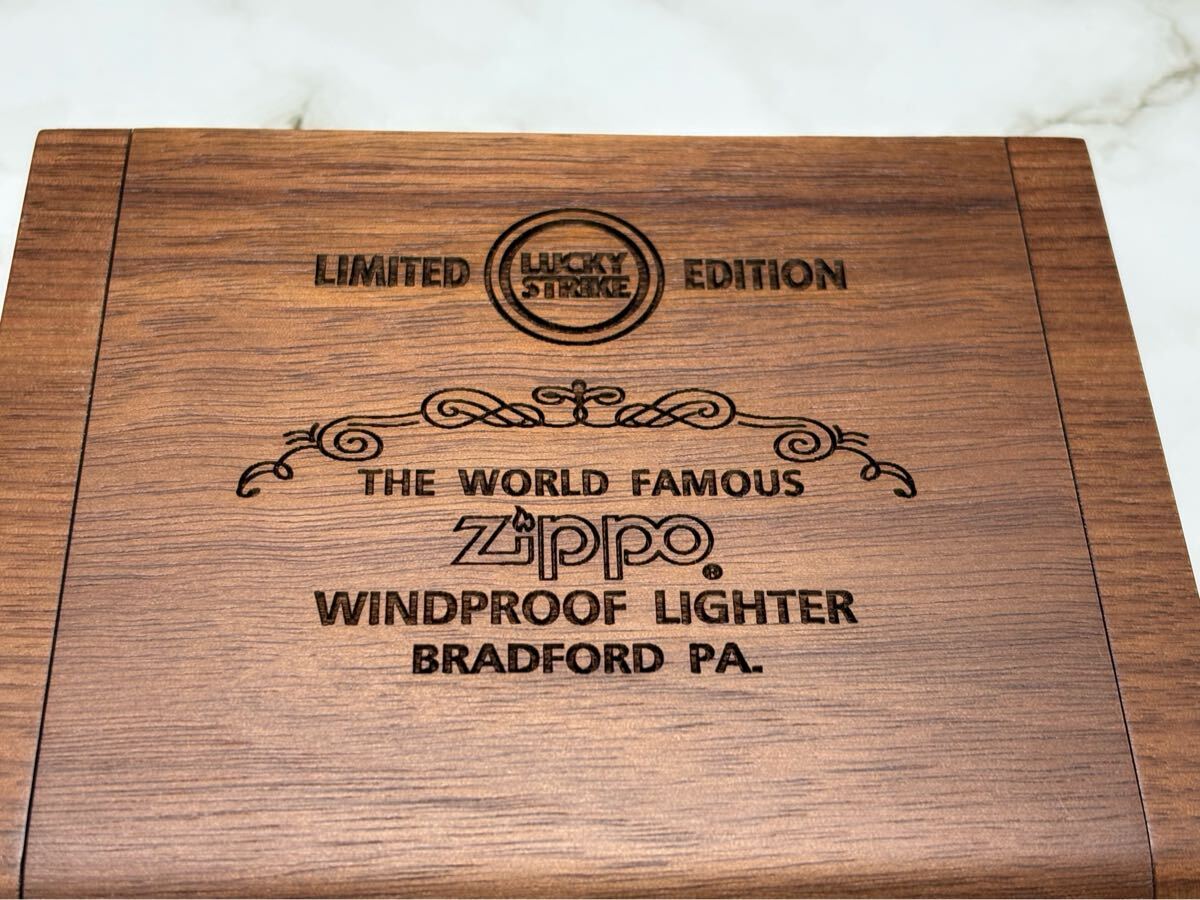 LIMITED LUCKY STRIKE EDITION
THE WORLD FAMOUS
Zippo®
WINDPROOF LIGHTER
BRADFORD PA.